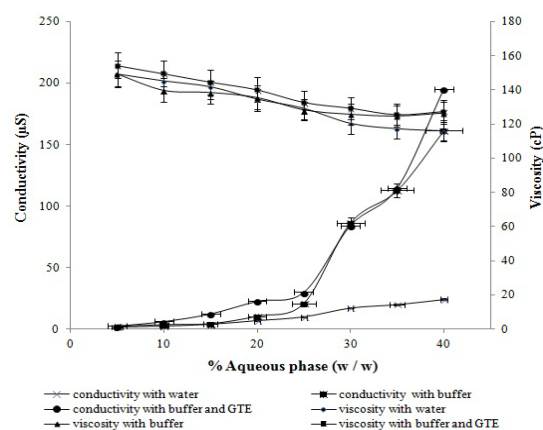 250
200
150
100
50
0
Conductivity (µS)
180
160
140
120
100
80
60
40
20
0
Viscosity (cP)
0 10 20 30 40
% Aqueous phase (w / w)
conductivity with water conductivity with buffer
conductivity with buffer and GTE viscosity with water
viscosity with buffer viscosity with buffer and GTE